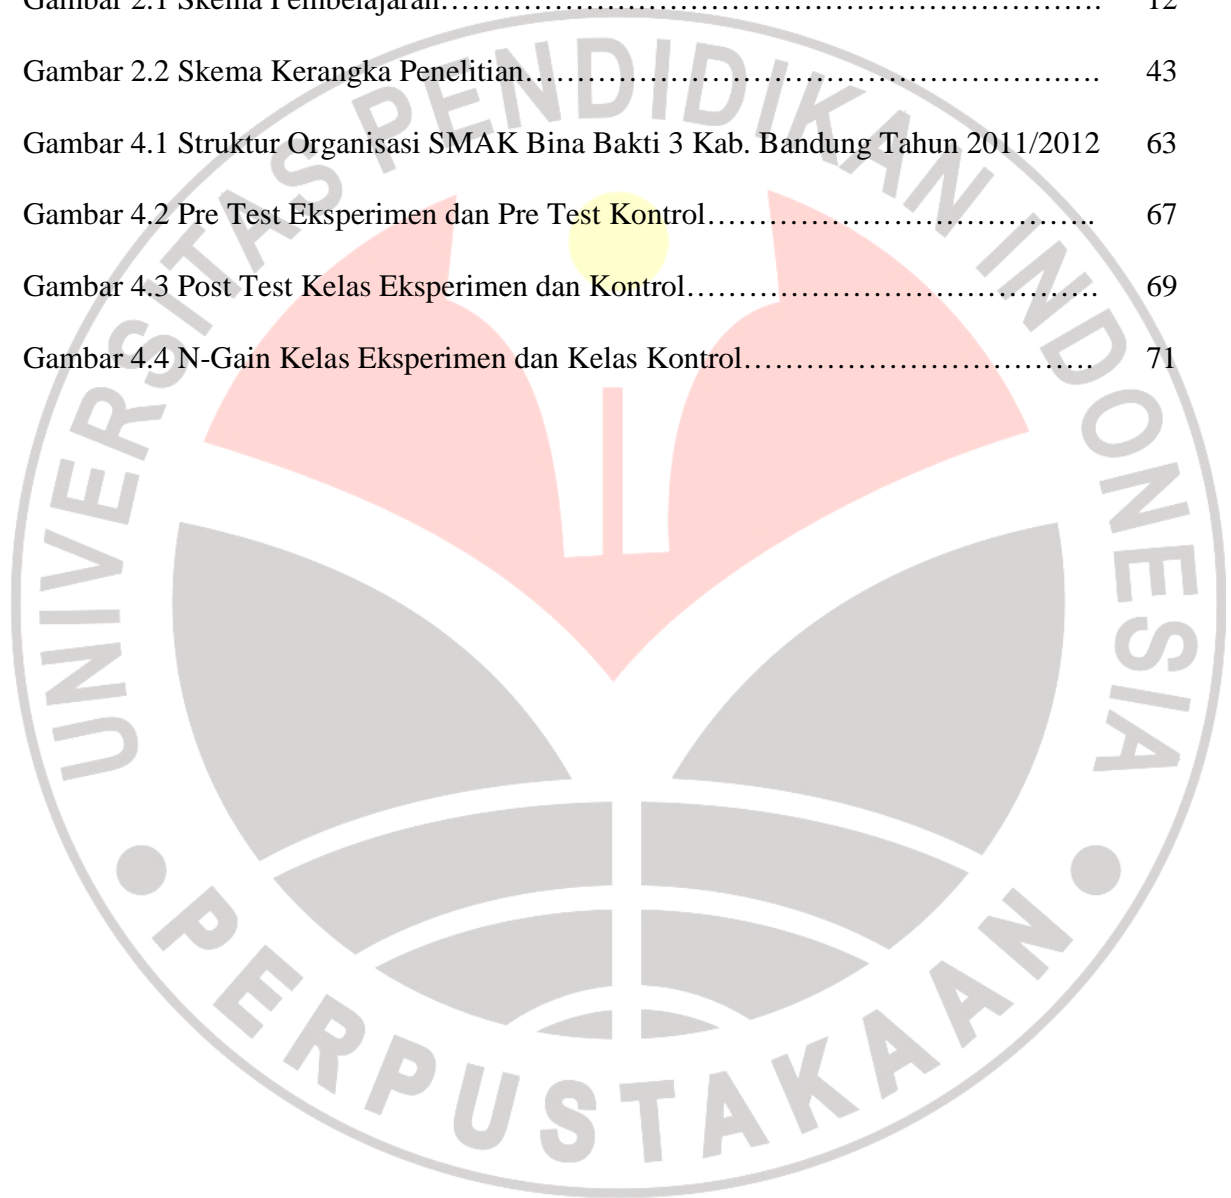 Gambar 2.1 Skema Pembelajaran…………………………………………………………………. 12
Gambar 2.2 Skema Kerangka Penelitian…………………………………………………….…. 43
Gambar 4.1 Struktur Organisasi SMAK Bina Bakti 3 Kab. Bandung Tahun 2011/2012 63
Gambar 4.2 Pre Test Eksperimen dan Pre Test Kontrol…………………………………….. 67
Gambar 4.3 Post Test Kelas Eksperimen dan Kontrol………………………………………. 69
Gambar 4.4 N-Gain Kelas Eksperimen dan Kelas Kontrol…………………………………. 71
UNIVERSITAS PENDIDIKAN INDONESIA
PERPUSTAKAAN